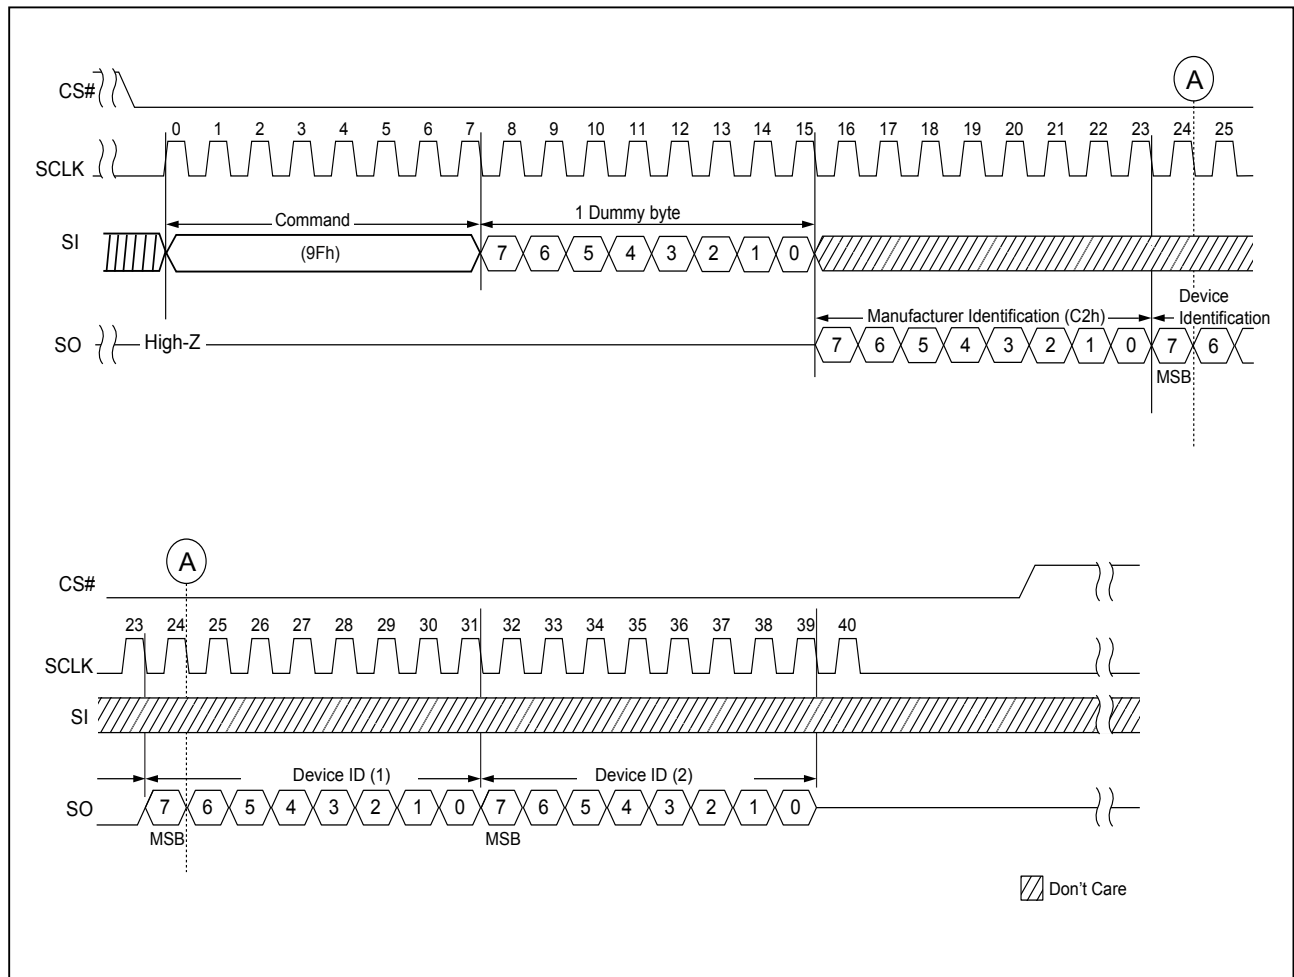 A
CS#
0 1 2 3 4 5 6 7 8 9 10 11 12 13 14 15 16 17 18 19 20 21 22 23 24 25
SCLK
Command 1 Dummy byte
SI (9Fh) 7 6 5 4 3 2 1 0
Device
Manufacturer Identification (C2h) Identification
SO High-Z 7 6 5 4 3 2 1 0 7 6
MSB
A
CS#
23 24 25 26 27 28 29 30 31 32 33 34 35 36 37 38 39 40
SCLK
SI
Device ID (1) Device ID (2)
SO 7 6 5 4 3 2 1 0 7 6 5 4 3 2 1 0
MSB MSB
Don't Care